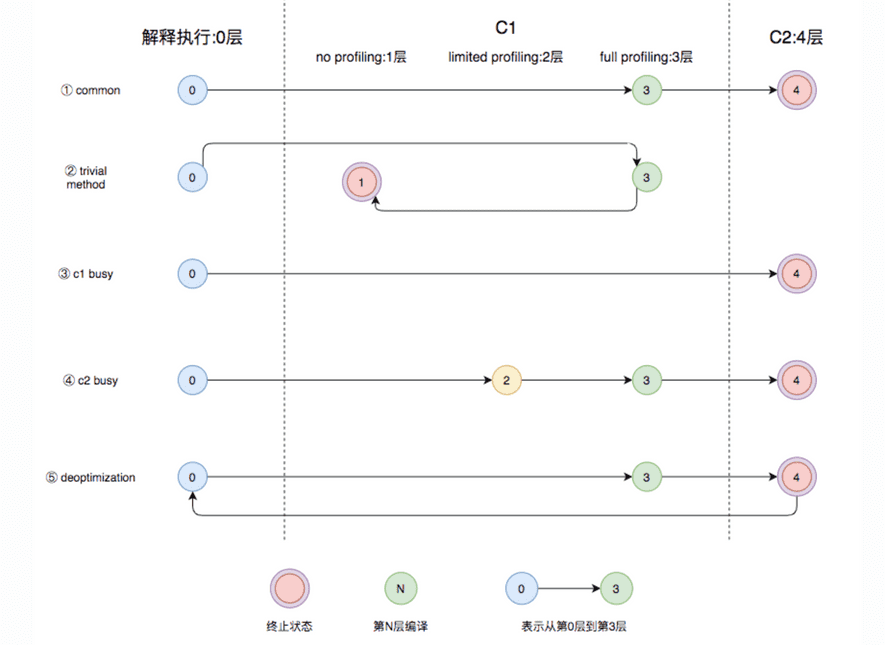 C1
解释执行:0层
C2:4层
no profiling:1层
limited profiling:2层
full profiling:3层
① common
0
3
4
② trivial
method
0
1
3
③ c1 busy
0
4
④ c2 busy
0
2
3
4
⑤ deoptimization
0
3
4
N
0
3
终止状态
第N层编译
表示从第0层到第3层